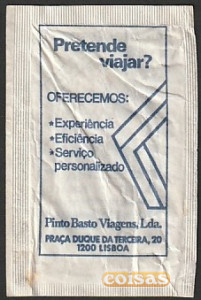 Pretende
viajar?
OFERECEMOS:
*Experiência
*Eficiência
*Serviço
personalizado
Pinto Basto Viagens, Lda.
PRAÇA DUQUE DA TERCEIRA, 20
1200 LISBOA
coisas